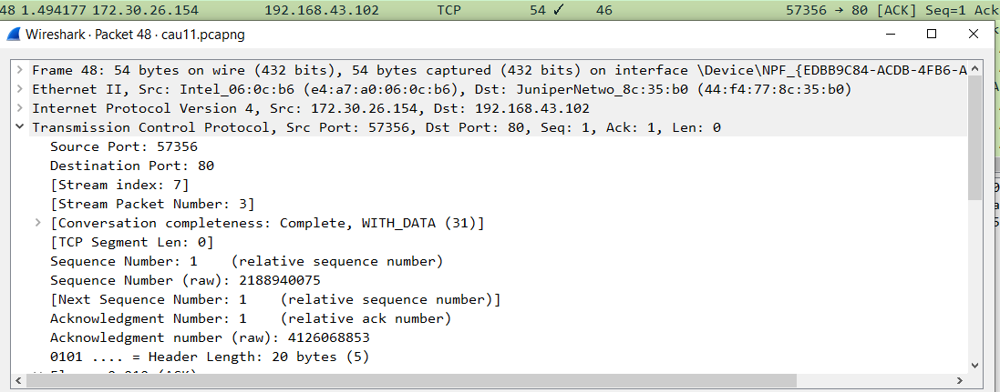 48 1.494177 172.30.26.154 192.168.43.102 TCP 54 ✓ 46 57356 → 80 [ACK] Seq=1 Ack
Wireshark · Packet 48 · cau11.pcapng
Frame 48: 54 bytes on wire (432 bits), 54 bytes captured (432 bits) on interface \Device\NPF_{EDBB9C84-ACDB-4FB6-A
Ethernet II, Src: Intel_06:0c:b6 (e4:a7:a0:06:0c:b6), Dst: JuniperNetwo_8c:35:b0 (44:f4:77:8c:35:b0)
Internet Protocol Version 4, Src: 172.30.26.154, Dst: 192.168.43.102
Transmission Control Protocol, Src Port: 57356, Dst Port: 80, Seq: 1, Ack: 1, Len: 0
Source Port: 57356
Destination Port: 80
[Stream index: 7]
[Stream Packet Number: 3]
[Conversation completeness: Complete, WITH_DATA (31)]
[TCP Segment Len: 0]
Sequence Number: 1 (relative sequence number)
Sequence Number (raw): 2188940075
[Next Sequence Number: 1 (relative sequence number)]
Acknowledgment Number: 1 (relative ack number)
Acknowledgment number (raw): 4126068853
0101 .... = Header Length: 20 bytes (5)